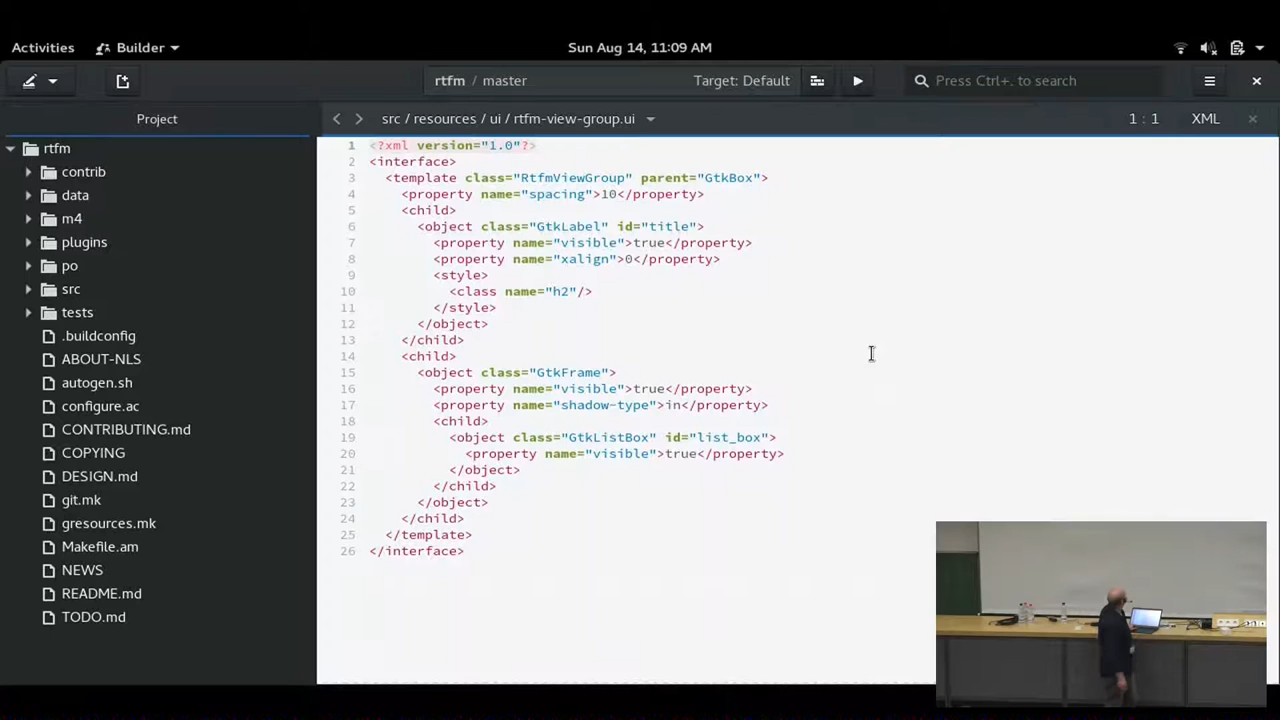 Activities Builder Sun Aug 14, 11:09 AM
rtfm / master Target: Default Press Ctrl+. to search
Project src / resources / ui / rtfm-view-group.ui 1 : 1 XML
rtfm
contrib
data
m4
plugins
po
src
tests
.buildconfig
ABOUT-NLS
autogen.sh
configure.ac
CONTRIBUTING.md
COPYING
DESIGN.md
git.mk
gresources.mk
Makefile.am
NEWS
README.md
TODO.md
1 <?xml version="1.0"?>
2 <interface>
3 <template class="RtfmViewGroup" parent="GtkBox">
4 <property name="spacing">10</property>
5 <child>
6 <object class="GtkLabel" id="title">
7 <property name="visible">true</property>
8 <property name="xalign">0</property>
9 <style>
10 <class name="h2"/>
11 </style>
12 </object>
13 </child>
14 <child>
15 <object class="GtkFrame">
16 <property name="visible">true</property>
17 <property name="shadow-type">in</property>
18 <child>
19 <object class="GtkListBox" id="list_box">
20 <property name="visible">true</property>
21 </object>
22 </child>
23 </object>
24 </child>
25 </template>
26 </interface>